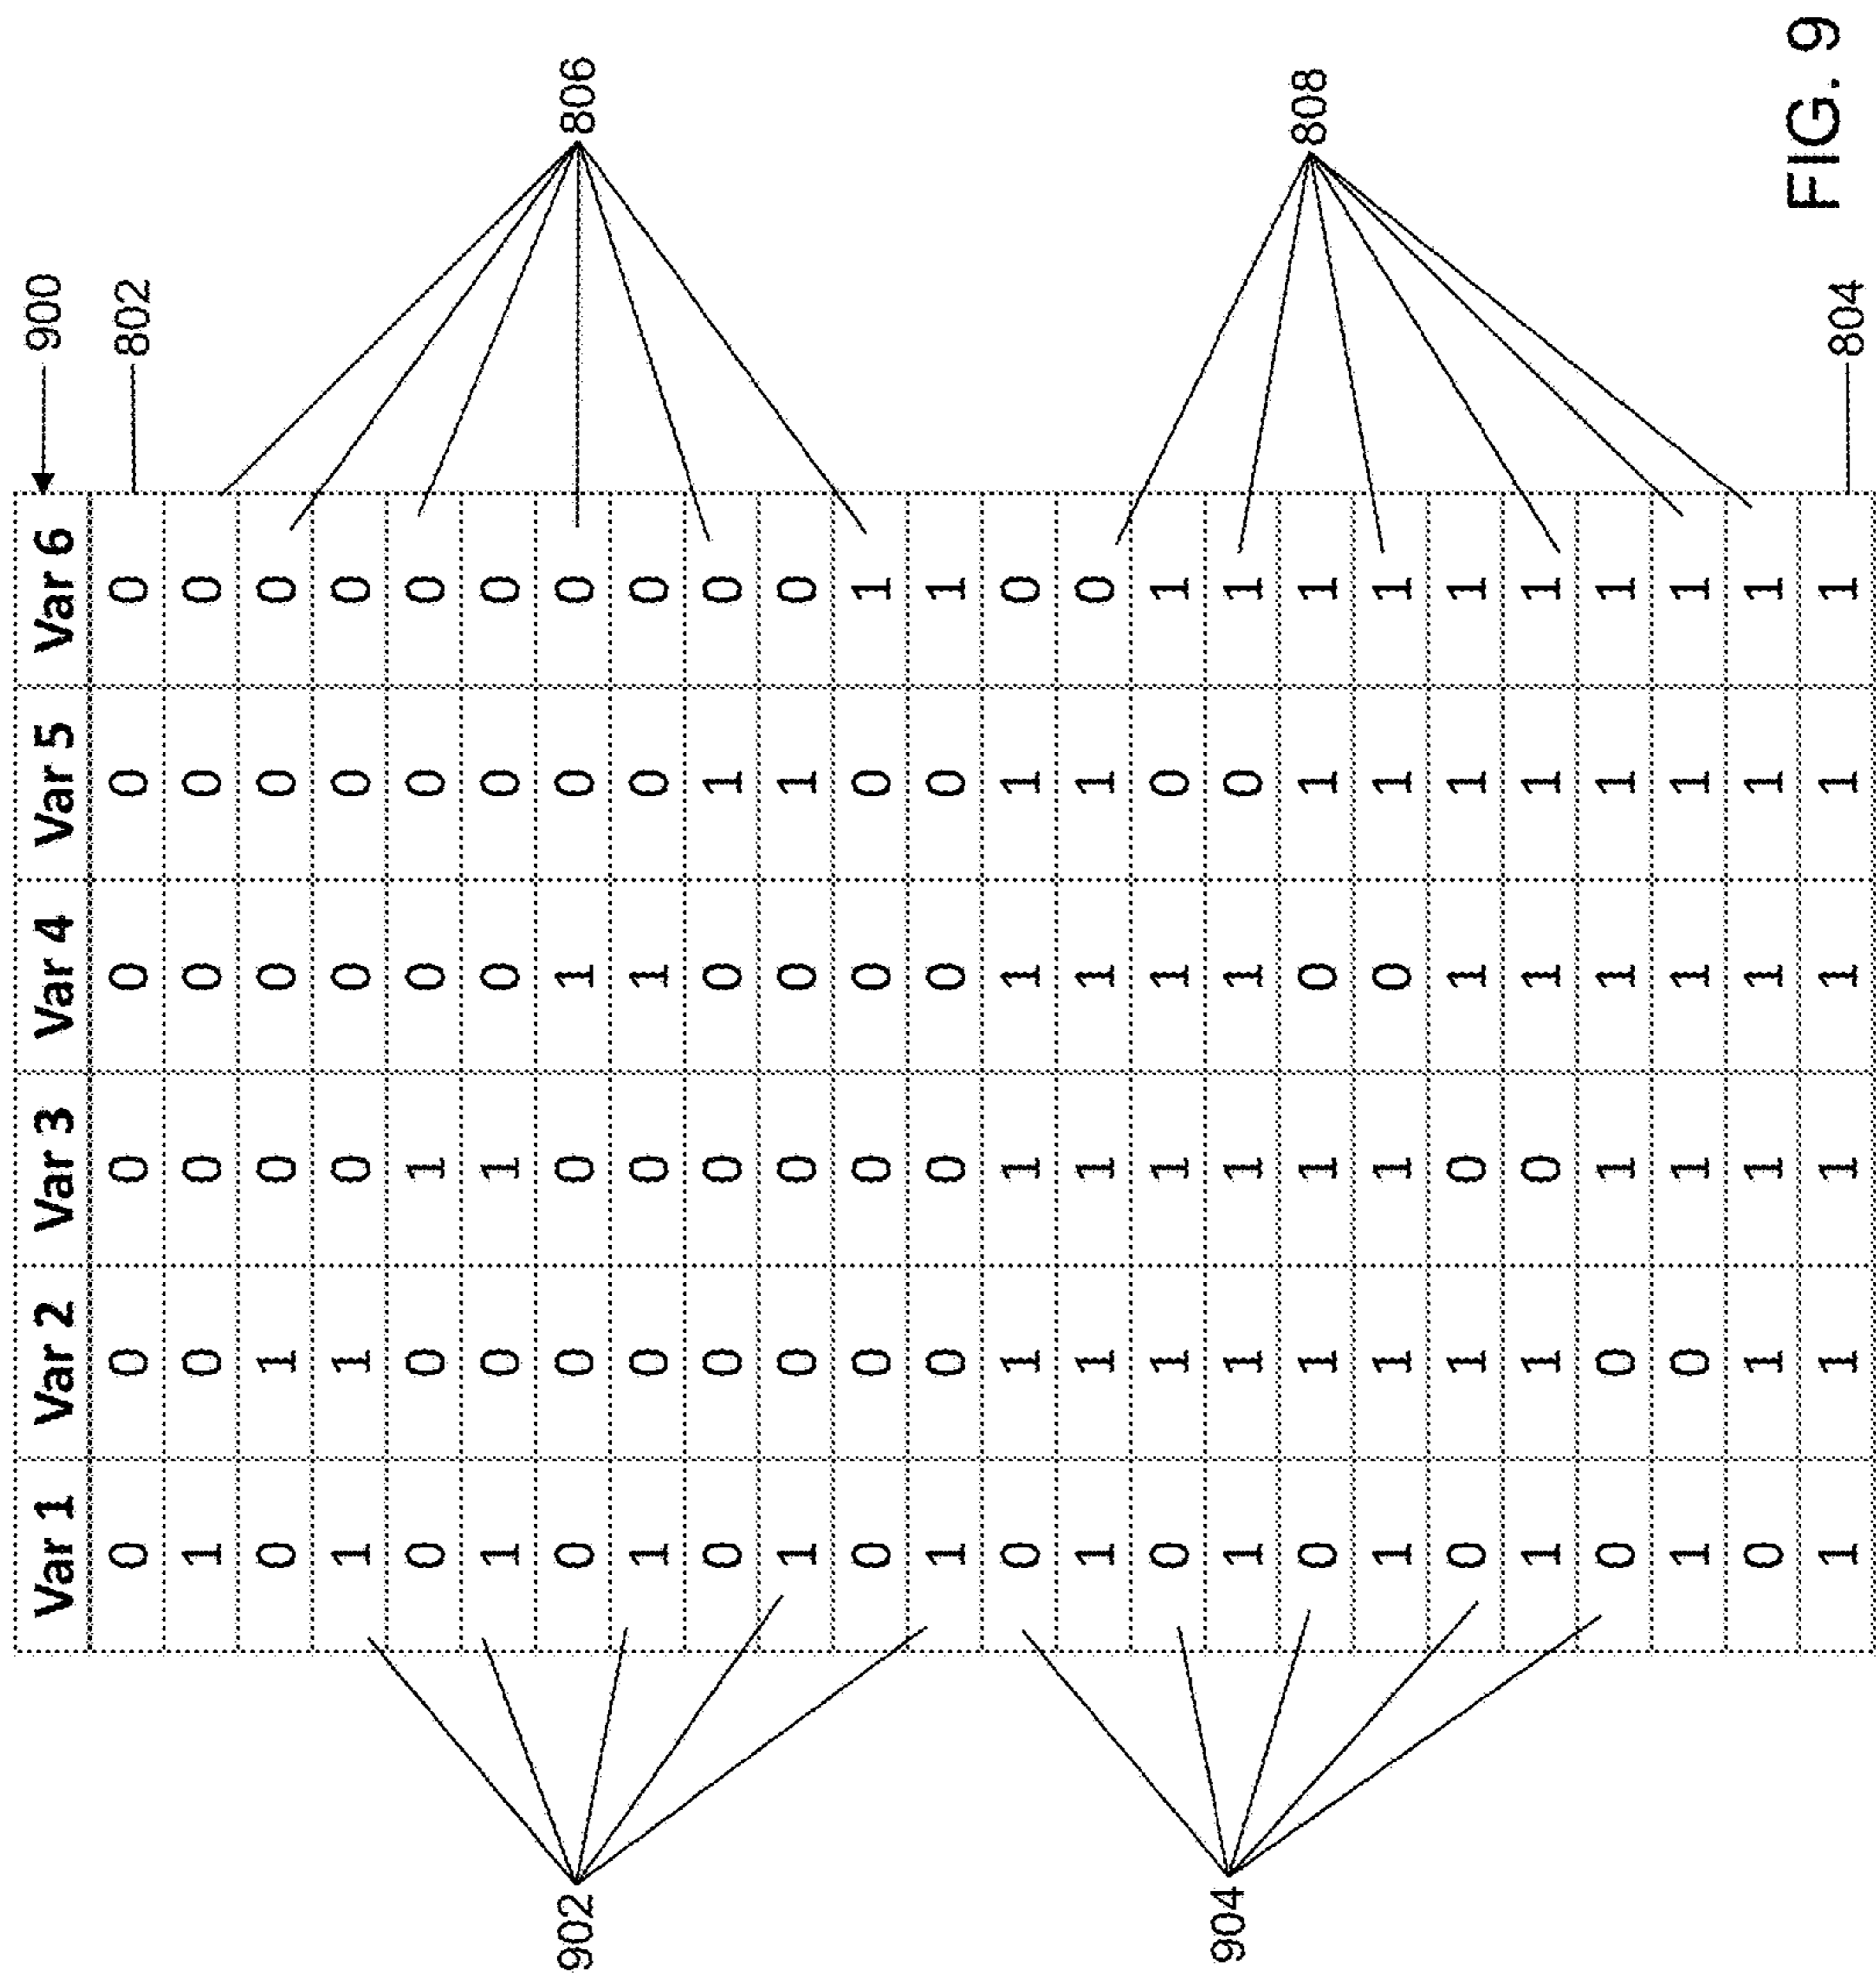 Var 1 Var 2 Var 3 Var 4 Var 5 Var 6 900
0 0 0 0 0 0 802
1 0 0 0 0 0
0 1 0 0 0 0
1 1 0 0 0 0
0 0 1 0 0 0
1 0 1 0 0 0
902 0 0 0 1 0 0 806
1 0 0 1 0 0
0 0 0 0 1 0
1 0 0 0 1 0
0 0 0 0 0 1
1 0 0 0 0 1
0 1 1 1 1 0
1 1 1 1 1 0
0 1 1 1 0 1
904 1 1 1 1 0 1
0 1 1 0 1 1 808
1 1 1 0 1 1
0 1 0 1 1 1
1 1 0 1 1 1
0 0 1 1 1 1
1 0 1 1 1 1
0 1 1 1 1 1
1 1 1 1 1 1 804
FIG. 9